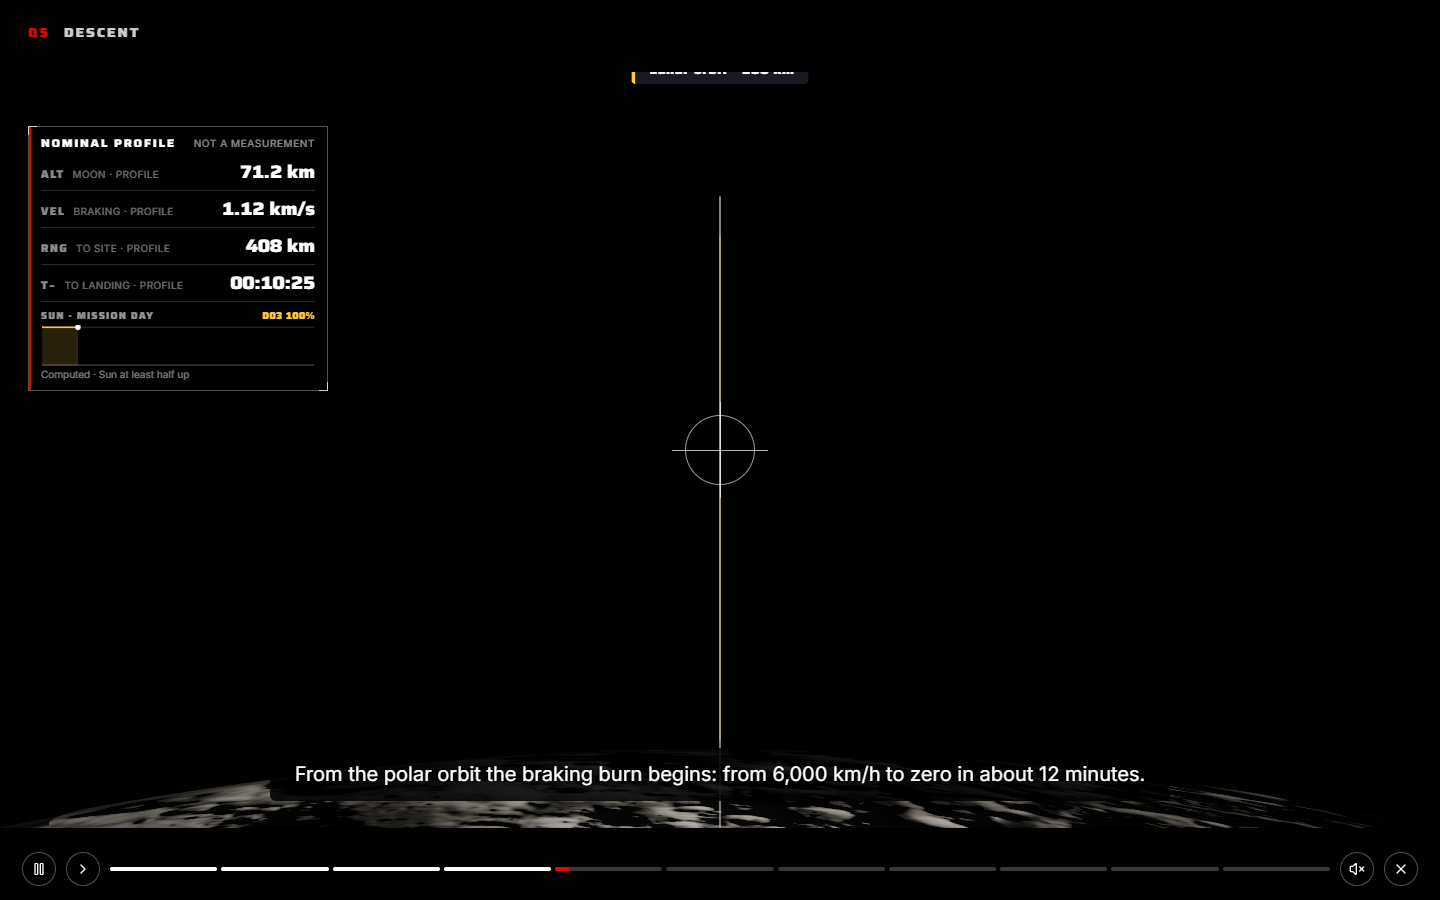 05 DESCENT
NOMINAL PROFILE NOT A MEASUREMENT
ALT MOON · PROFILE 71.2 km
VEL BRAKING · PROFILE 1.12 km/s
RNG TO SITE · PROFILE 408 km
T- TO LANDING · PROFILE 00:10:25
SUN · MISSION DAY D03 100%
Computed · Sun at least half up
From the polar orbit the braking burn begins: from 6,000 km/h to zero in about 12 minutes.